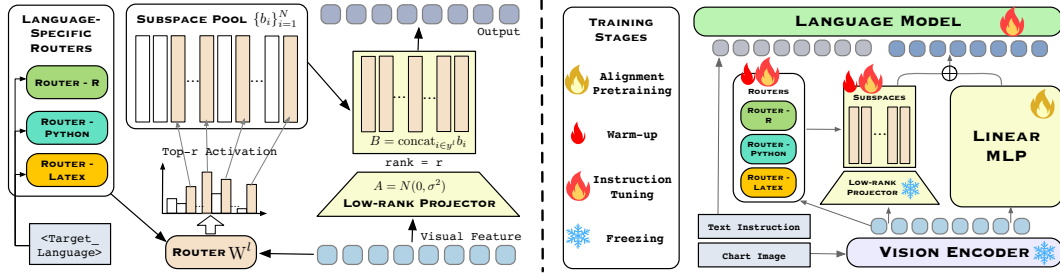 Language-
Specific
Routers
Router - R
Router -
Python
Router -
Latex
<Target_
Language>
Subspace Pool {b_i}_{i=1}^N
...
...
Top-r Activation
...
...
Router W^l
Output
...
...
B = concat_{i∈y^l} b_i
rank = r
A = N(0, σ^2)
Low-rank Projector
Visual Feature
Training
Stages
Alignment
Pretraining
Warm-up
Instruction
Tuning
Freezing
Language Model
Routers
Router -
R
Router -
Python
Router -
Latex
Subspaces
...
...
Low-rank
Projector
Linear
MLP
Text Instruction
Chart Image
Vision Encoder